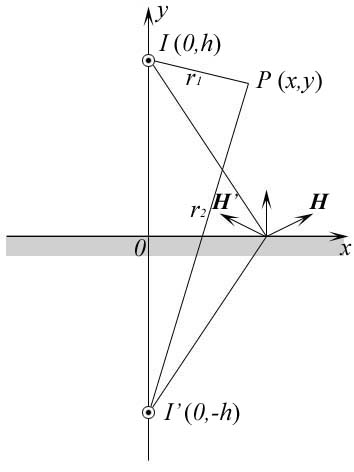 y
I (0,h)
r1
P (x,y)
r2
H'
H
0
x
I' (0,-h)